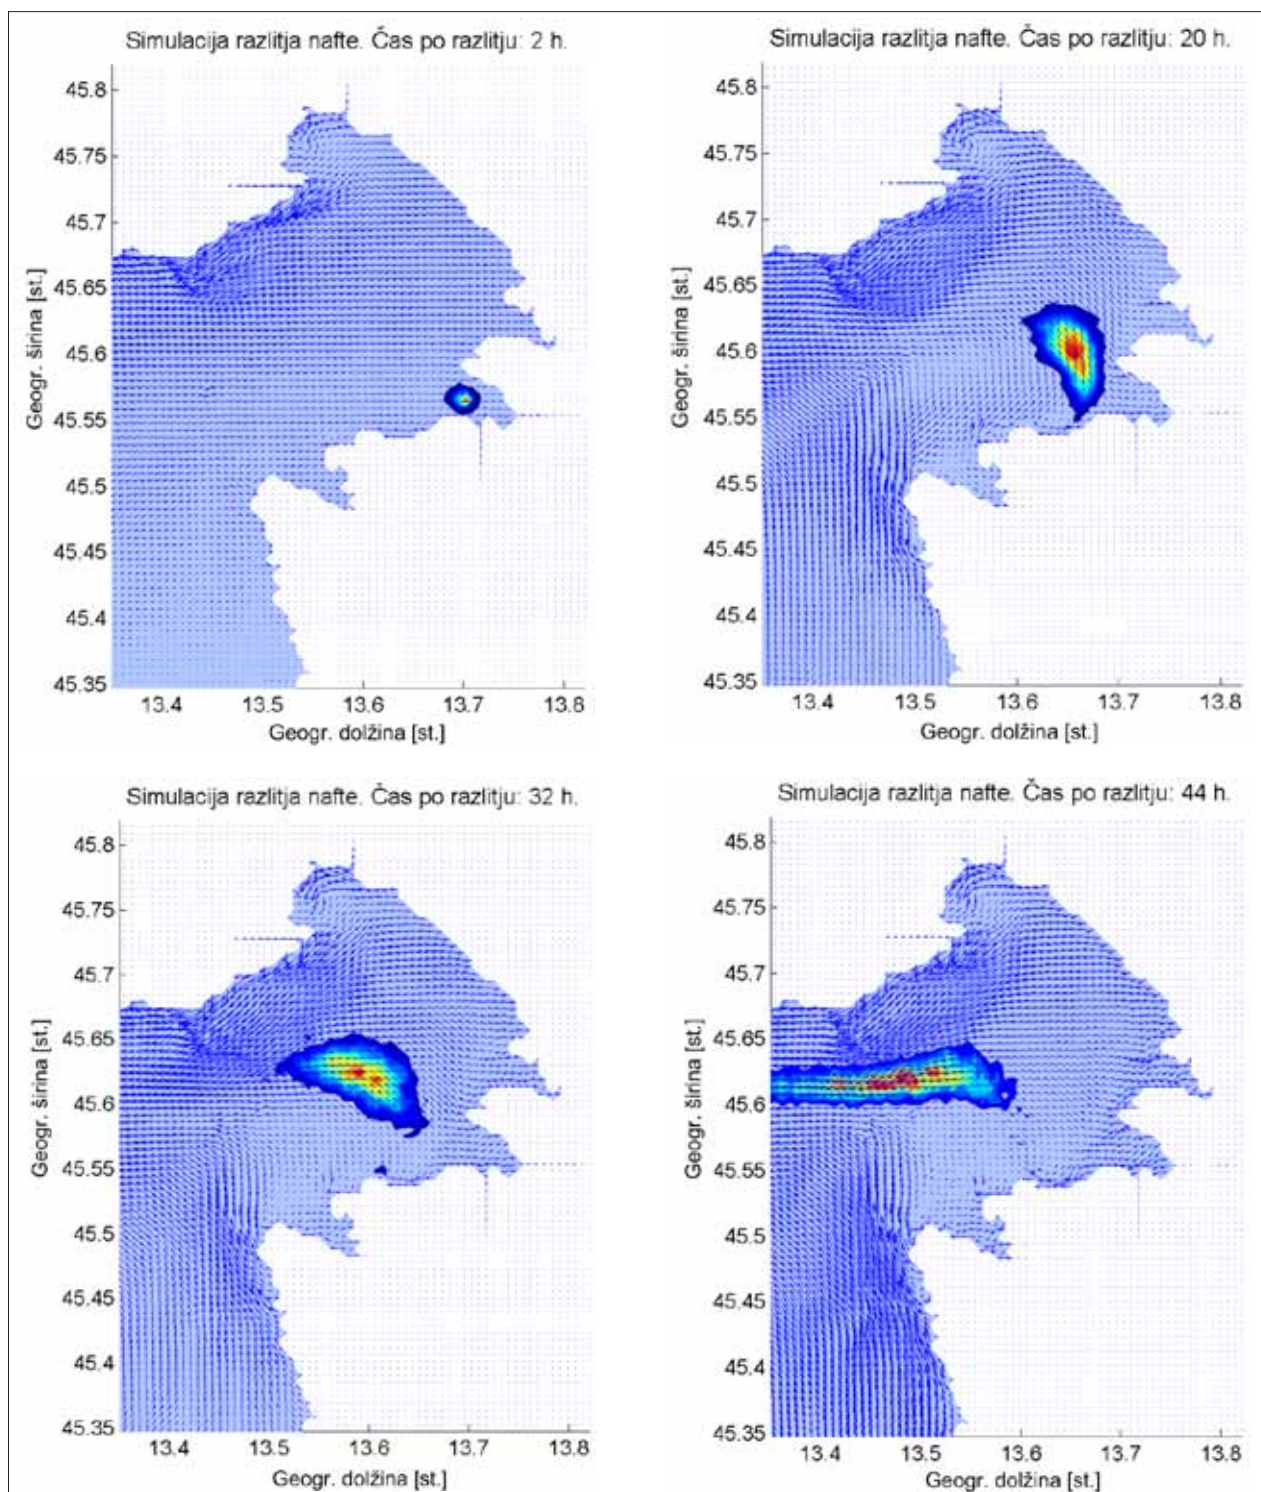 Simulacija razlitja nafte. Čas po razlitju: 2 h.
45.8
45.75
45.7
45.65
45.6
45.55
45.5
45.45
45.4
45.35
Geogr. širina [st.]
13.4 13.5 13.6 13.7 13.8
Geogr. dolžina [st.]
Simulacija razlitja nafte. Čas po razlitju: 20 h.
45.8
45.75
45.7
45.65
45.6
45.55
45.5
45.45
45.4
45.35
Geogr. širina [st.]
13.4 13.5 13.6 13.7 13.8
Geogr. dolžina [st.]
Simulacija razlitja nafte. Čas po razlitju: 32 h.
45.8
45.75
45.7
45.65
45.6
45.55
45.5
45.45
45.4
45.35
Geogr. širina [st.]
13.4 13.5 13.6 13.7 13.8
Geogr. dolžina [st.]
Simulacija razlitja nafte. Čas po razlitju: 44 h.
45.8
45.75
45.7
45.65
45.6
45.55
45.5
45.45
45.4
45.35
Geogr. širina [st.]
13.4 13.5 13.6 13.7 13.8
Geogr. dolžina [st.]